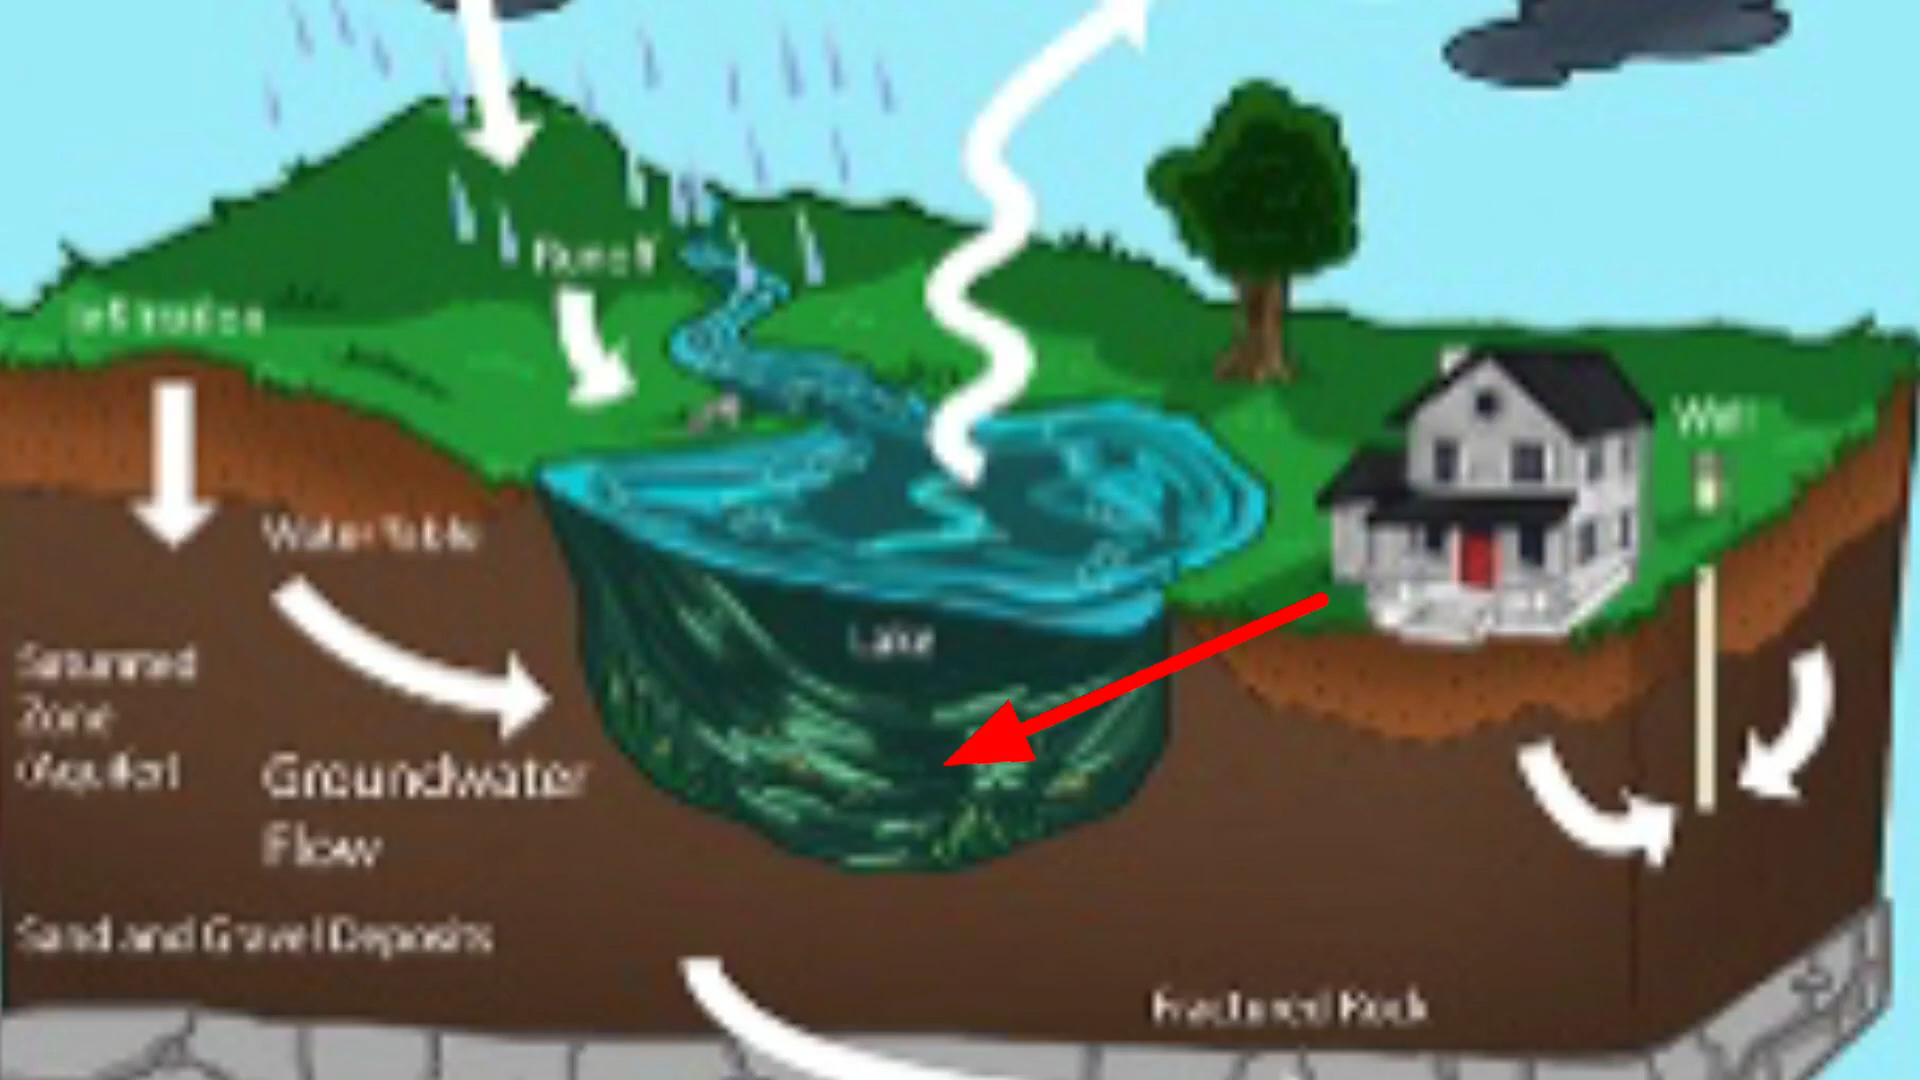 Runoff
Infiltration
Well
Water Table
Lake
Saturated
Zone
(Aquifer)
Groundwater
Flow
Sand and Gravel Deposits
Fractured Rock